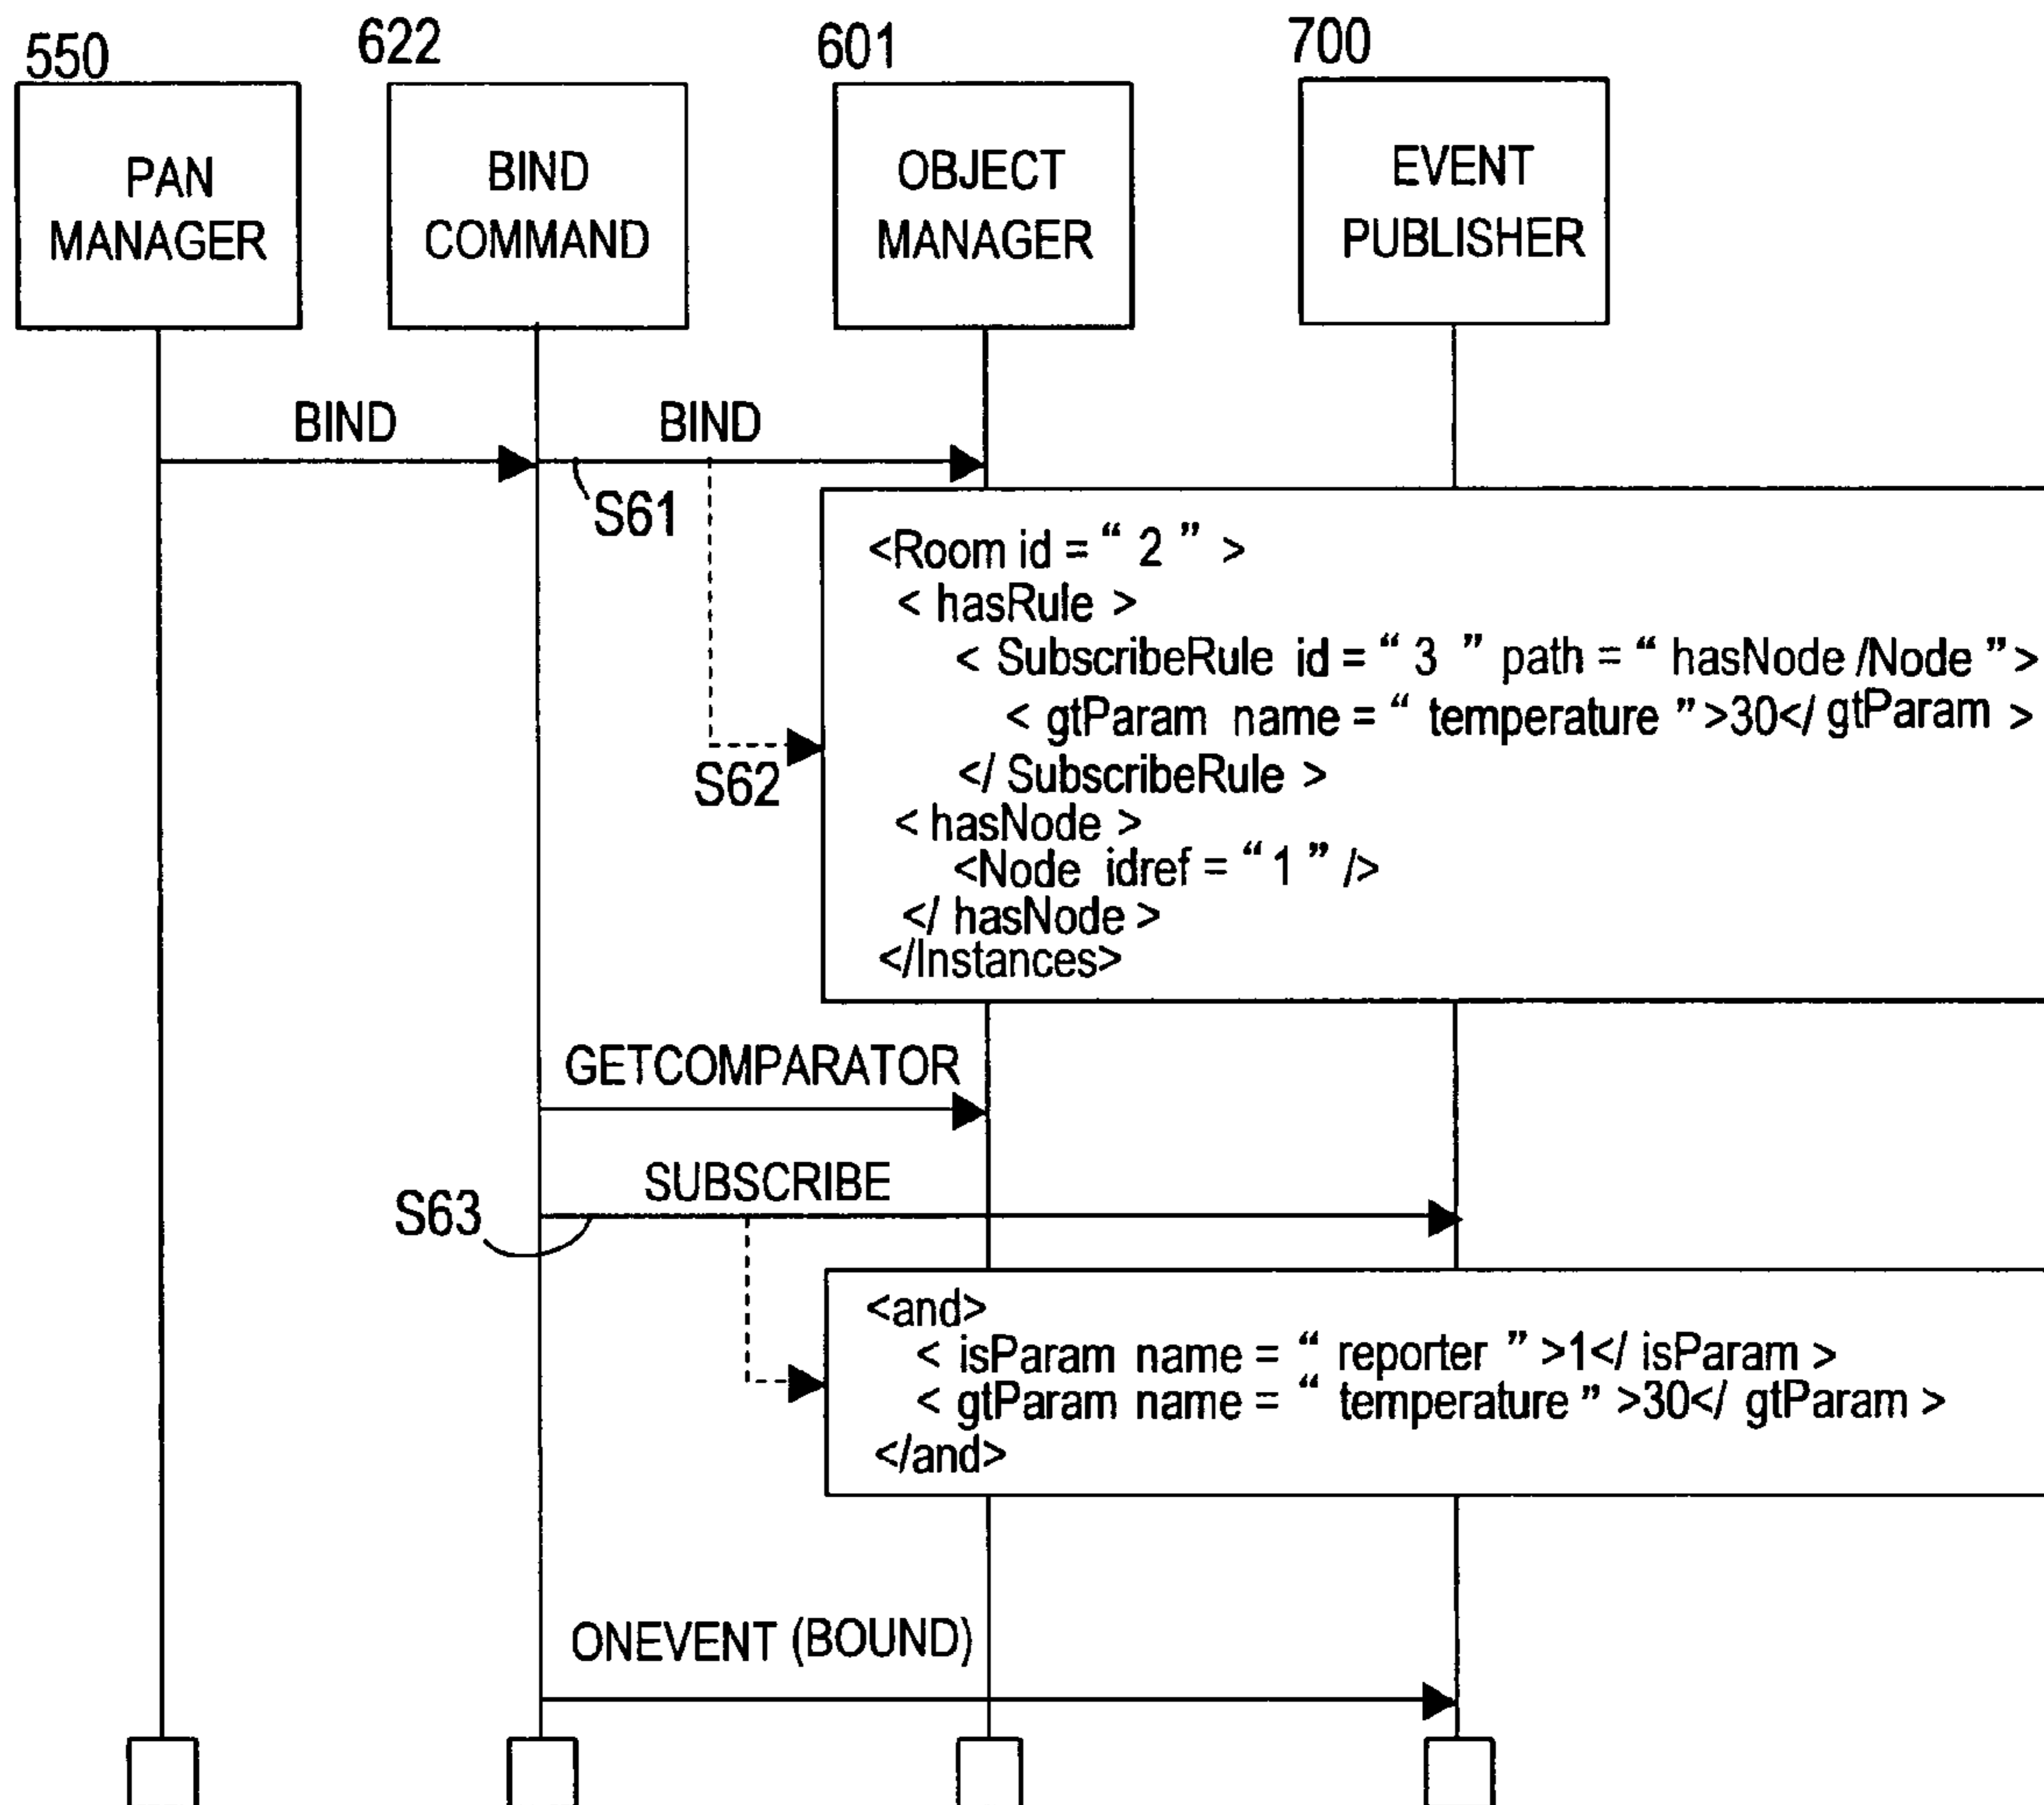 550
622
601
700
PAN
MANAGER
BIND
COMMAND
OBJECT
MANAGER
EVENT
PUBLISHER
BIND
BIND
S61
<Room id = “ 2 ” >
< hasRule >
< SubscribeRule id = “ 3 ” path = “ hasNode /Node ”>
< gtParam name = “ temperature ”>30</ gtParam >
</ SubscribeRule >
S62
< hasNode >
<Node idref = “ 1 ” />
</ hasNode >
</Instances>
GETCOMPARATOR
SUBSCRIBE
S63
<and>
< isParam name = “ reporter ” >1</ isParam >
< gtParam name = “ temperature ” >30</ gtParam >
</and>
ONEVENT (BOUND)